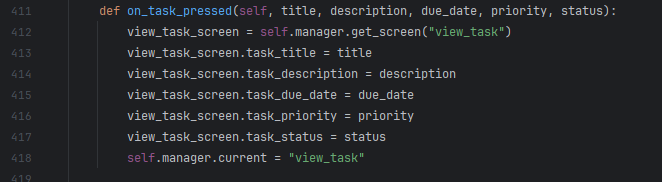 411 def on_task_pressed(self, title, description, due_date, priority, status):
412 view_task_screen = self.manager.get_screen("view_task")
413 view_task_screen.task_title = title
414 view_task_screen.task_description = description
415 view_task_screen.task_due_date = due_date
416 view_task_screen.task_priority = priority
417 view_task_screen.task_status = status
418 self.manager.current = "view_task"
419